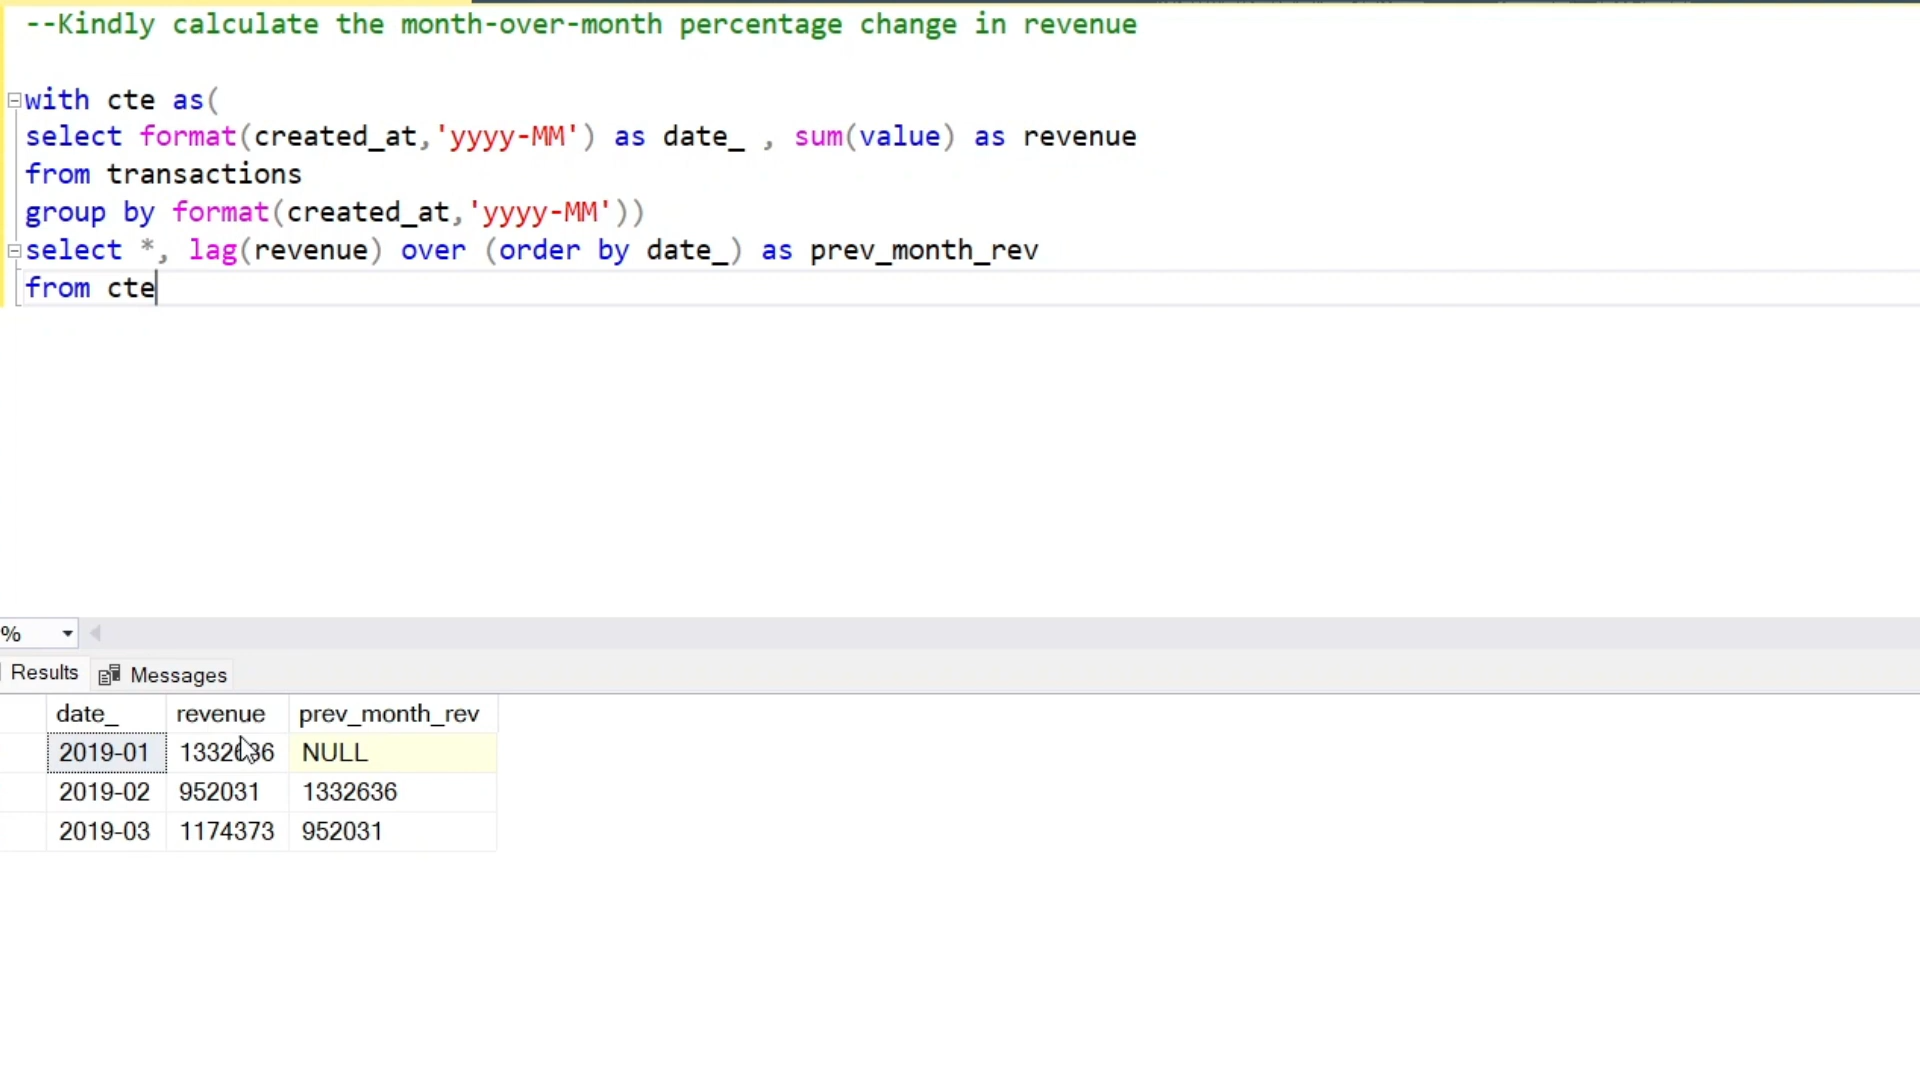 --Kindly calculate the month-over-month percentage change in revenue
with cte as(
select format(created_at,'yyyy-MM') as date_ , sum(value) as revenue
from transactions
group by format(created_at,'yyyy-MM'))
select *, lag(revenue) over (order by date_) as prev_month_rev
from cte
%
Results Messages
date_ revenue prev_month_rev
2019-01 1332636 NULL
2019-02 952031 1332636
2019-03 1174373 952031